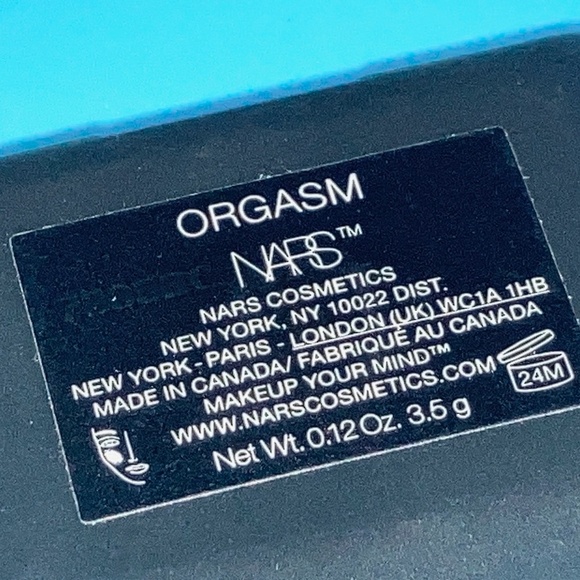 ORGASM
NARS™
NARS COSMETICS
NEW YORK, NY 10022 DIST.
NEW YORK - PARIS - LONDON (UK) WC1A 1HB
MADE IN CANADA/ FABRIQUÉ AU CANADA
MAKEUP YOUR MIND™
WWW.NARSCOSMETICS.COM
24M
Net Wt. 0.12 Oz. 3.5 g